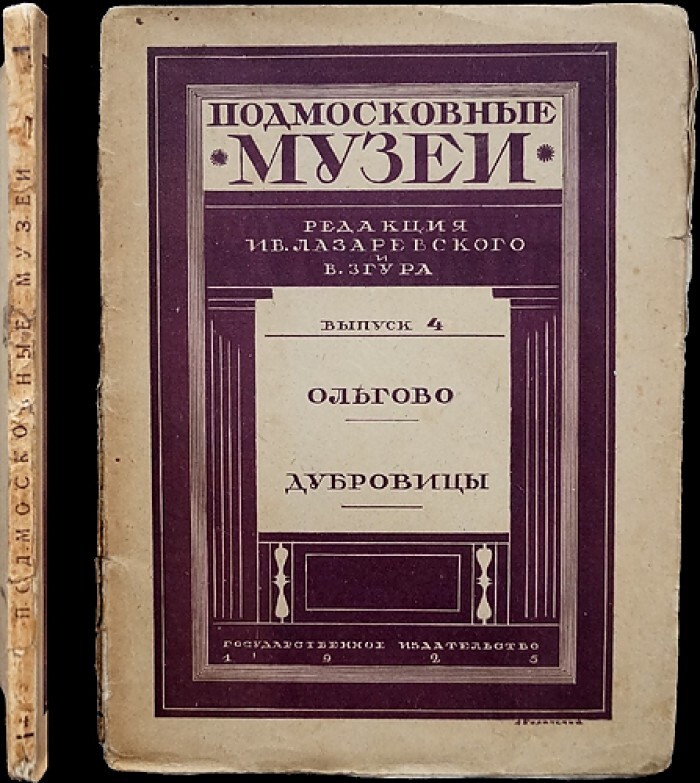 ПОДМОСКОВНЫЕ МУЗЕИ
ПОДМОСКОВНЫЕ
МУЗЕИ
РЕДАКЦИЯ
ИВ. ЛАЗАРЕВСКОГО
И
В. ЗГУРА
ВЫПУСК 4
ОЛЬГОВО
ДУБРОВИЦЫ
ГОСУДАРСТВЕННОЕ ИЗДАТЕЛЬСТВО
1 9 2 5